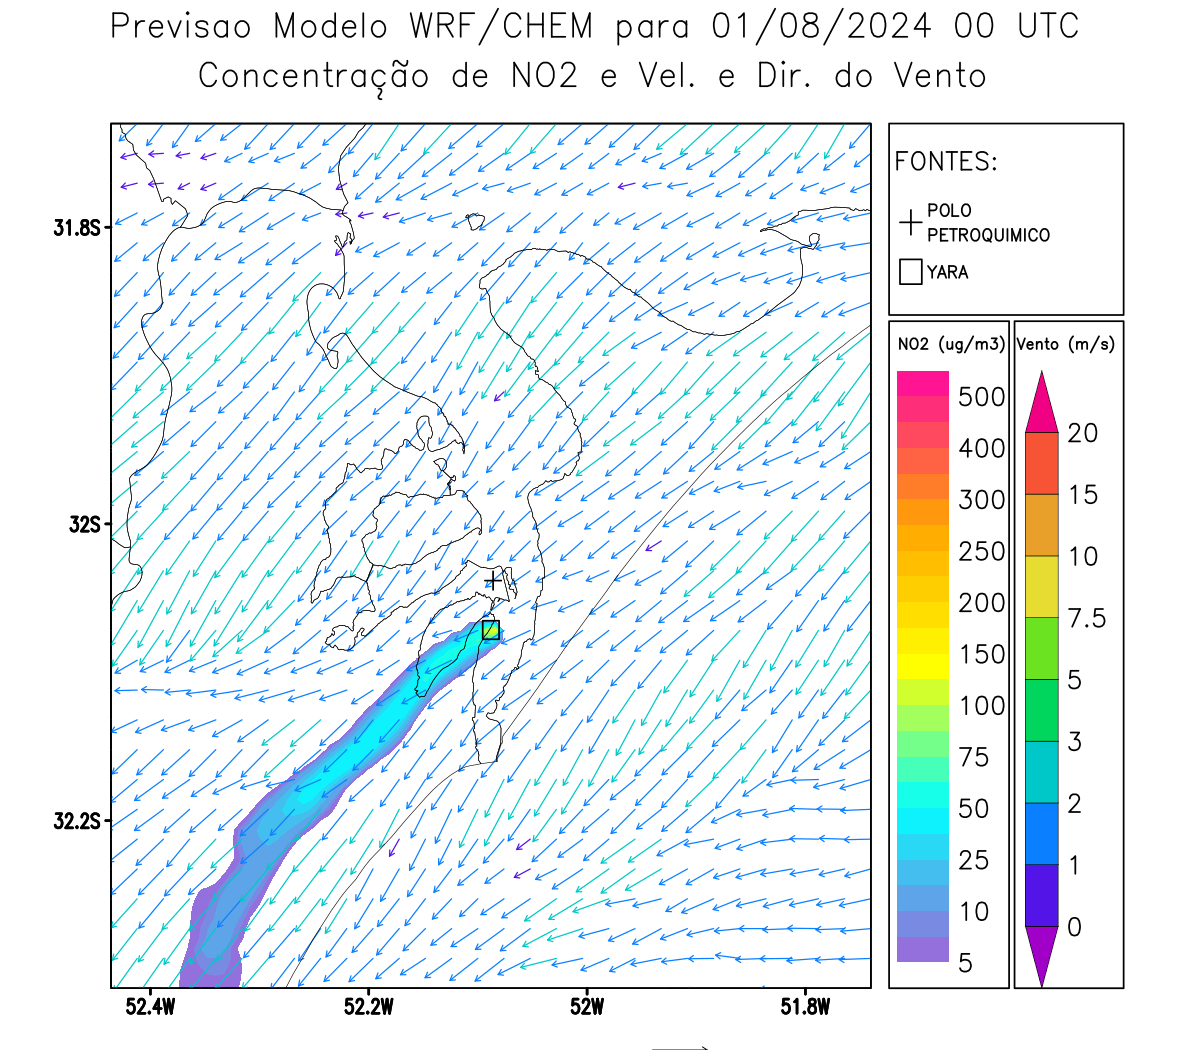 Previsao Modelo WRF/CHEM para 01/08/2024 00 UTC
Concentração de NO2 e Vel. e Dir. do Vento
FONTES:
POLO
PETROQUIMICO
YARA
NO2 (ug/m3)
500
400
300
250
200
150
100
75
50
25
10
5
Vento (m/s)
20
15
10
7.5
5
3
2
1
0
31.8S
32S
32.2S
52.4W
52.2W
52W
51.8W